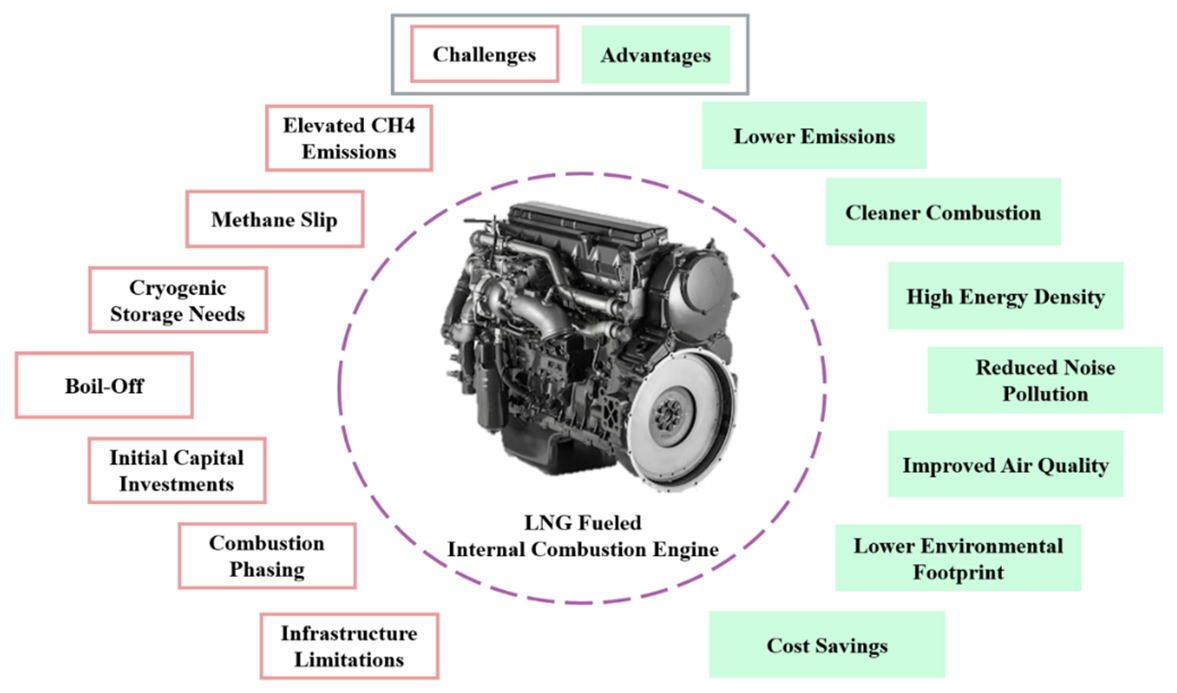 Challenges
Advantages
Elevated CH4
Emissions
Methane Slip
Cryogenic
Storage Needs
Boil-Off
Initial Capital
Investments
Combustion
Phasing
Infrastructure
Limitations
LNG Fueled
Internal Combustion Engine
Lower Emissions
Cleaner Combustion
High Energy Density
Reduced Noise
Pollution
Improved Air Quality
Lower Environmental
Footprint
Cost Savings